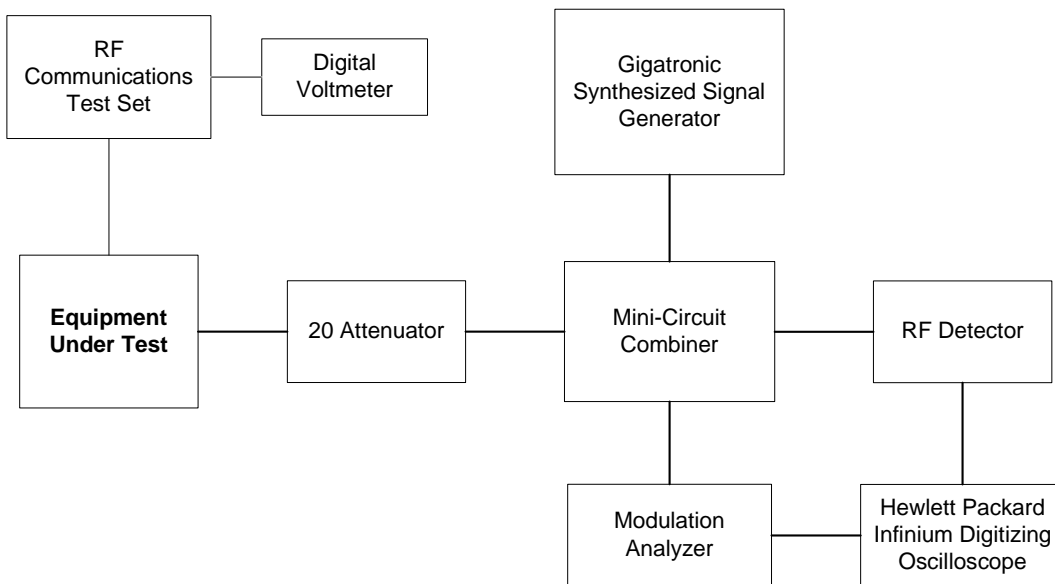 RF
Communications
Test Set
Digital
Voltmeter
Gigatronic
Synthesized Signal
Generator
Equipment
Under Test
20 Attenuator
Mini-Circuit
Combiner
RF Detector
Modulation
Analyzer
Hewlett Packard
Infinium Digitizing
Oscilloscope